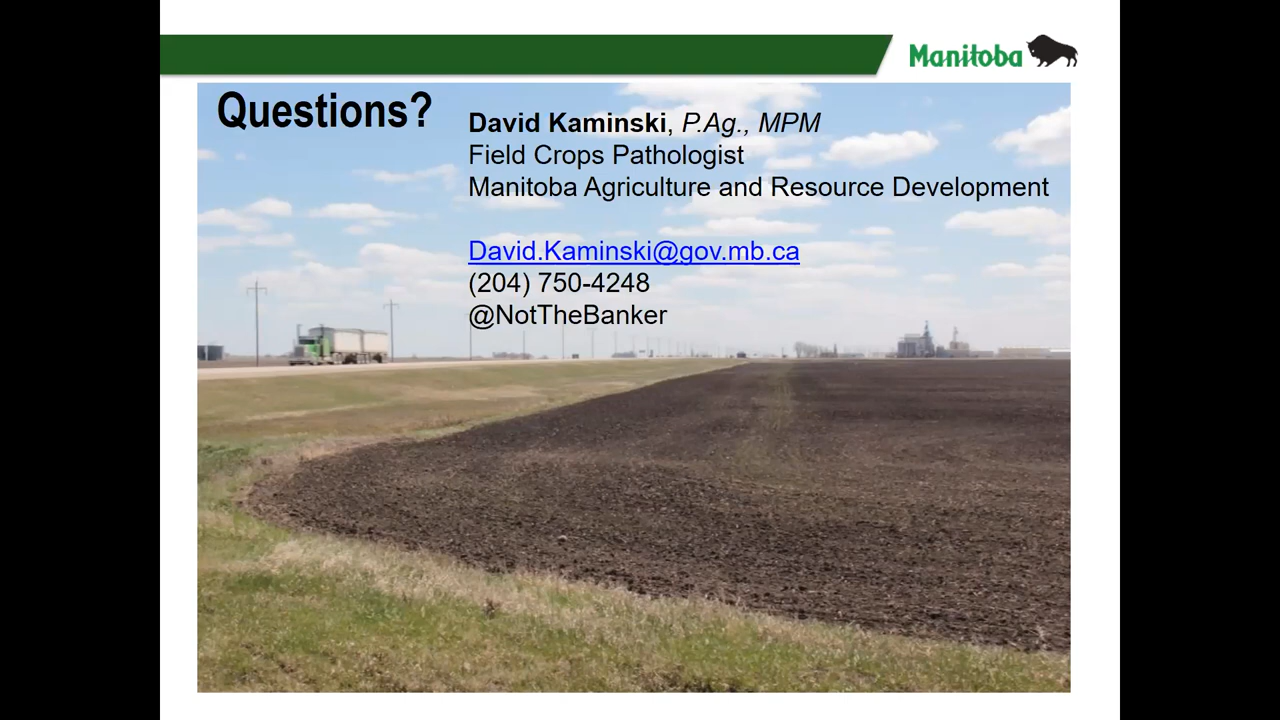 Manitoba
Questions?
David Kaminski, P.Ag., MPM
Field Crops Pathologist
Manitoba Agriculture and Resource Development
David.Kaminski@gov.mb.ca
(204) 750-4248
@NotTheBanker